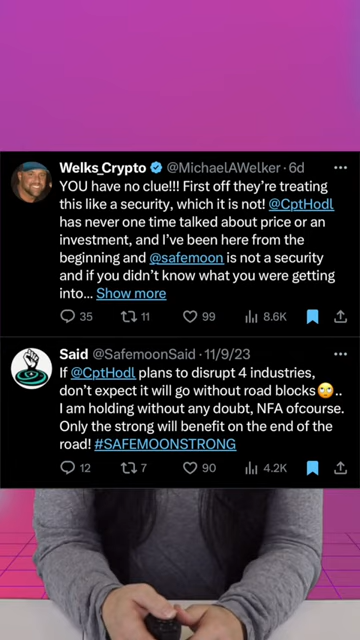 Welks_Crypto @MichaelAWelker · 6d
YOU have no clue!!! First off they're treating
this like a security, which it is not! @CptHodl
has never one time talked about price or an
investment, and I've been here from the
beginning and @safemoon is not a security
and if you didn't know what you were getting
into... Show more
35 11 99 8.6K
Said @SafemoonSaid · 11/9/23
If @CptHodl plans to disrupt 4 industries,
don't expect it will go without road blocks🙄..
I am holding without any doubt, NFA ofcourse.
Only the strong will benefit on the end of the
road! #SAFEMOONSTRONG
12 7 90 4.2K